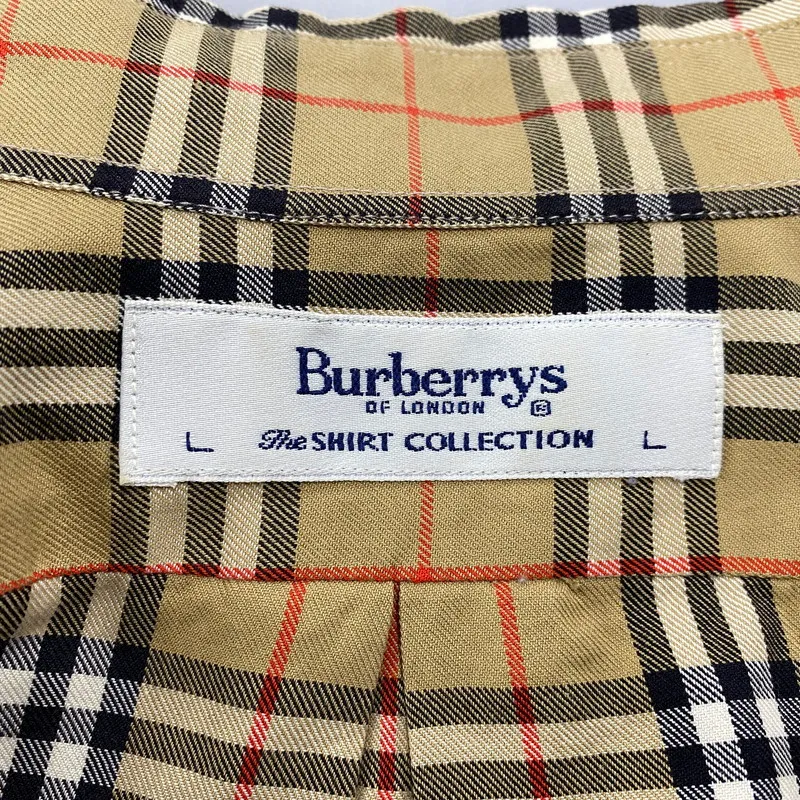 Burberrys
OF LONDON
L The SHIRT COLLECTION L